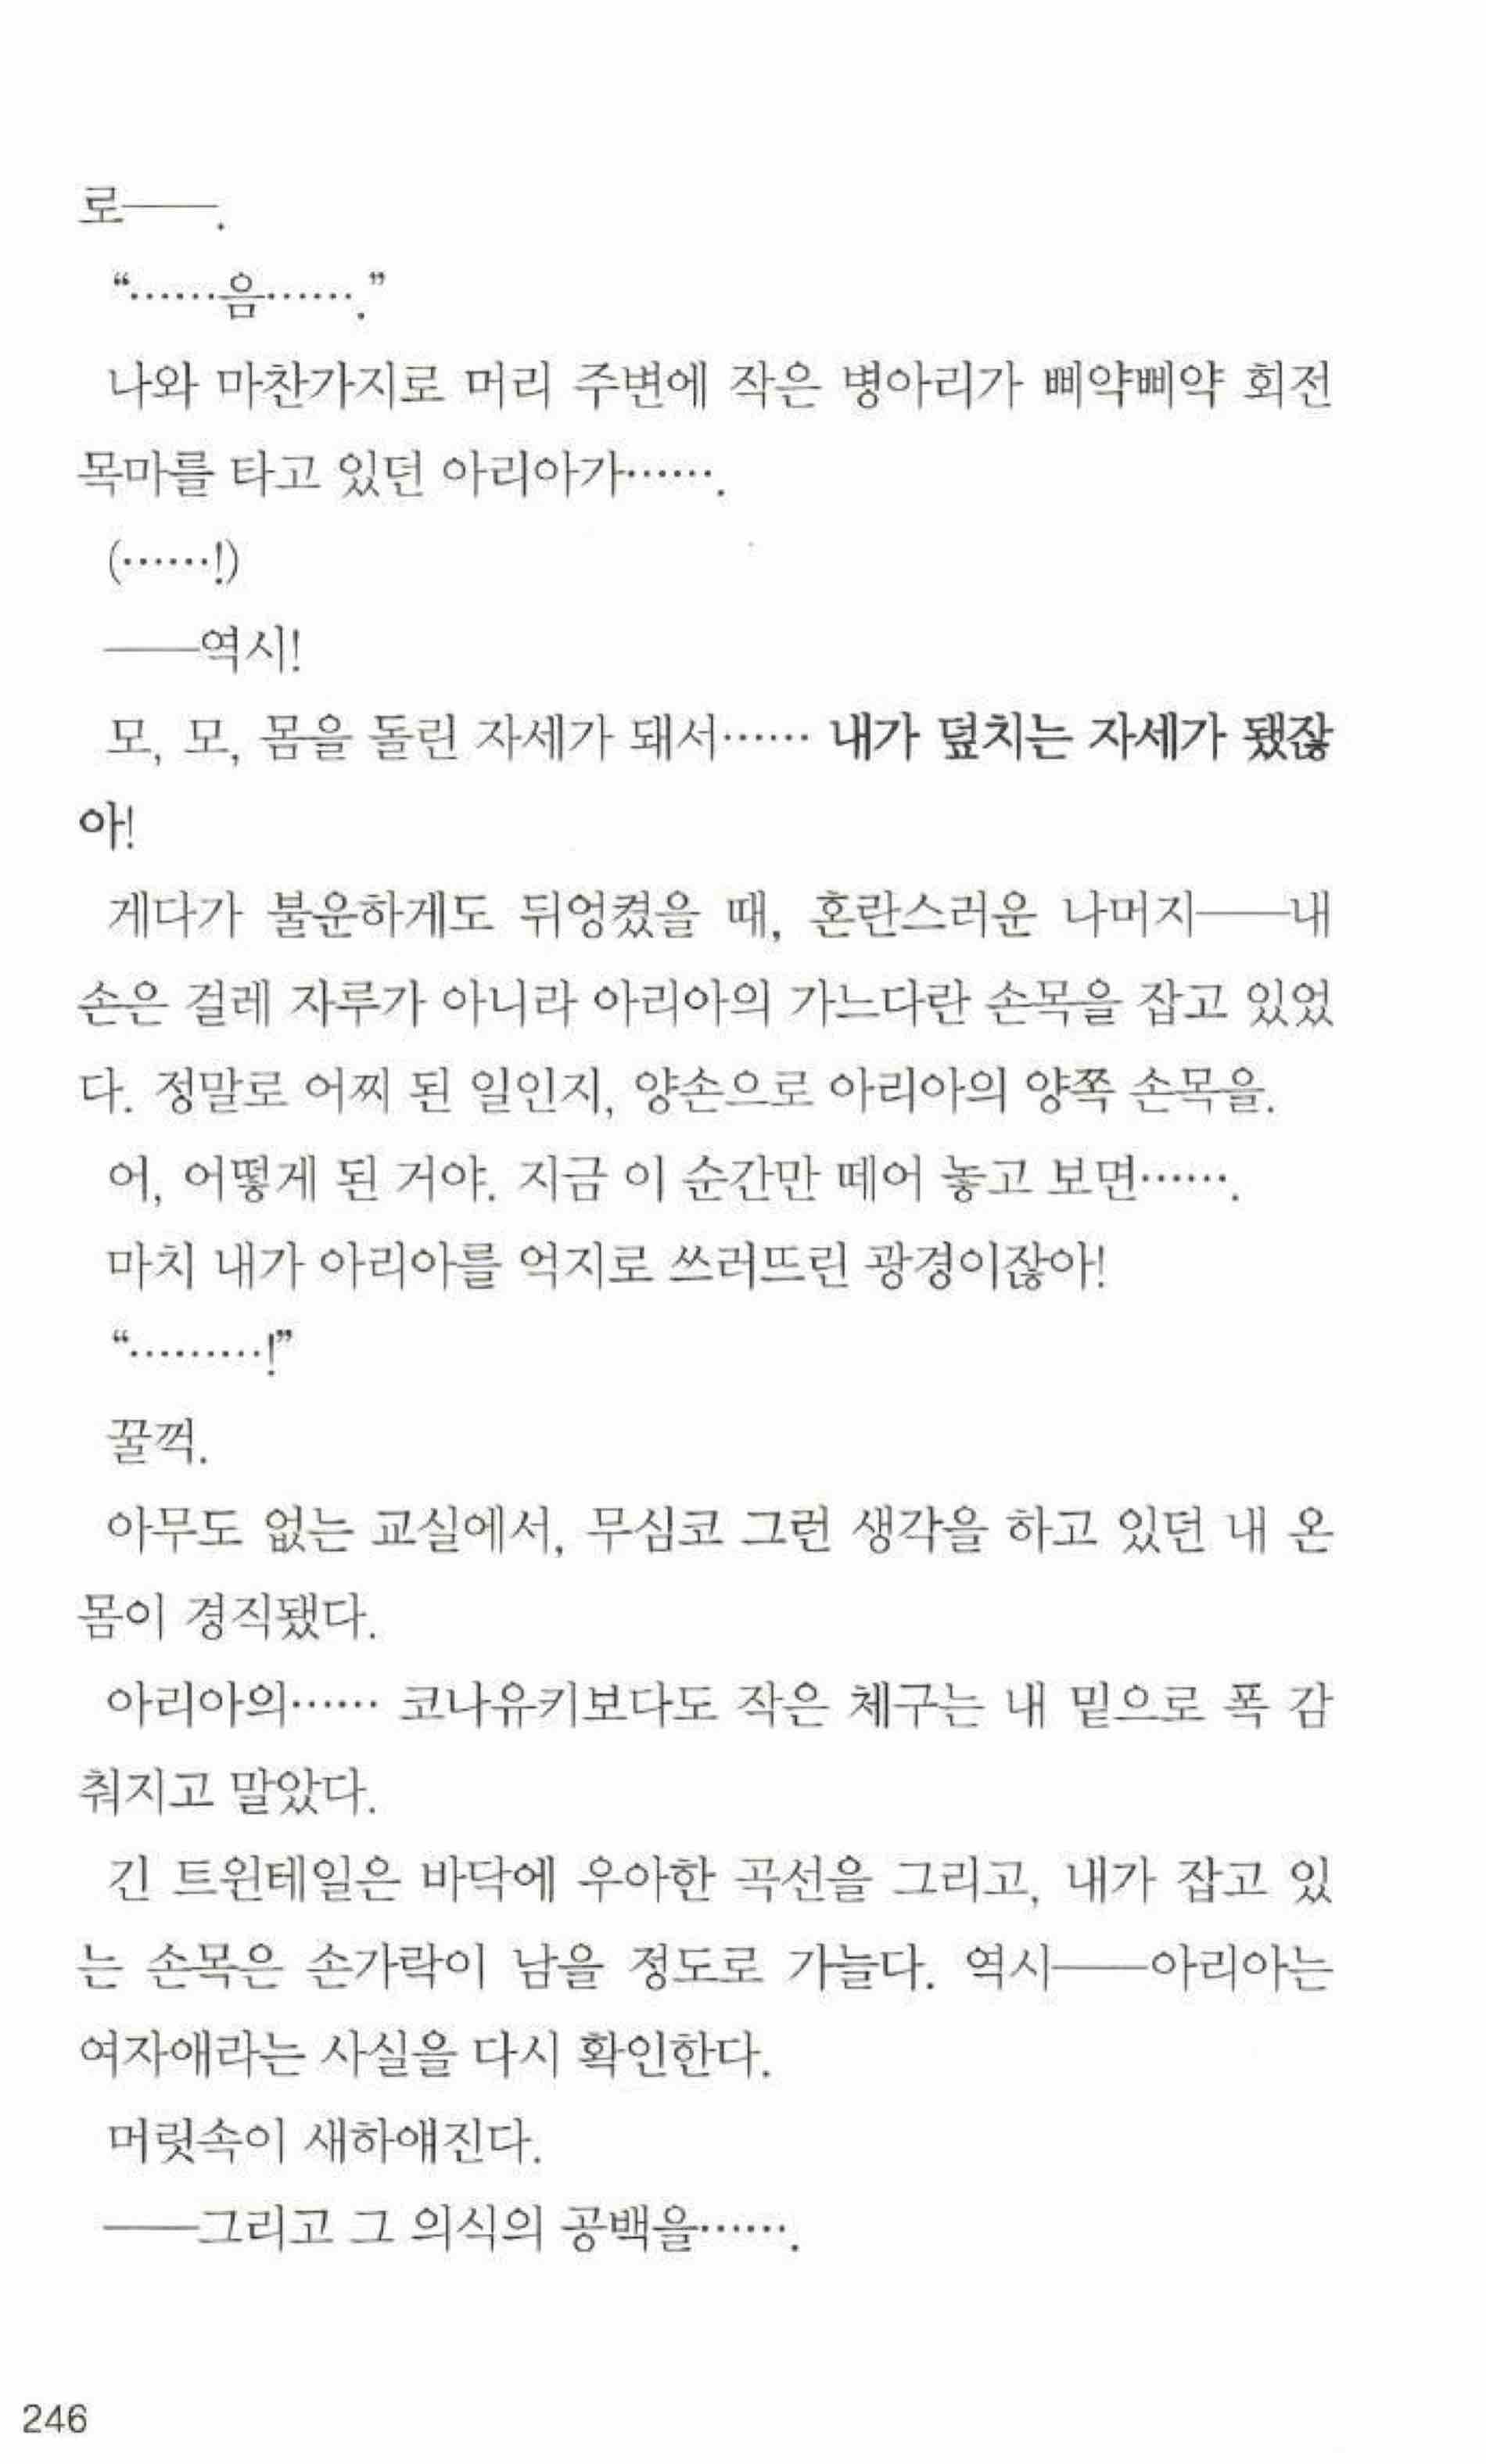 로――.
“……음…….”
나와 마찬가지로 머리 주변에 작은 병아리가 삐약삐약 회전
목마를 타고 있던 아리아가…….
(……!)
――역시!
모, 모, 몸을 돌린 자세가 돼서…… 내가 덮치는 자세가 됐잖
아!
게다가 불운하게도 뒤엉켰을 때, 혼란스러운 나머지――내
손은 걸레 자루가 아니라 아리아의 가느다란 손목을 잡고 있었
다. 정말로 어찌 된 일인지, 양손으로 아리아의 양쪽 손목을.
어, 어떻게 된 거야. 지금 이 순간만 떼어 놓고 보면…….
마치 내가 아리아를 억지로 쓰러뜨린 광경이잖아!
“………!”
꿀꺽.
아무도 없는 교실에서, 무심코 그런 생각을 하고 있던 내 온
몸이 경직됐다.
아리아의…… 코나유키보다도 작은 체구는 내 밑으로 폭 감
춰지고 말았다.
긴 트윈테일은 바닥에 우아한 곡선을 그리고, 내가 잡고 있
는 손목은 손가락이 남을 정도로 가늘다. 역시――아리아는
여자애라는 사실을 다시 확인한다.
머릿속이 새하얘진다.
――그리고 그 의식의 공백을…….
246